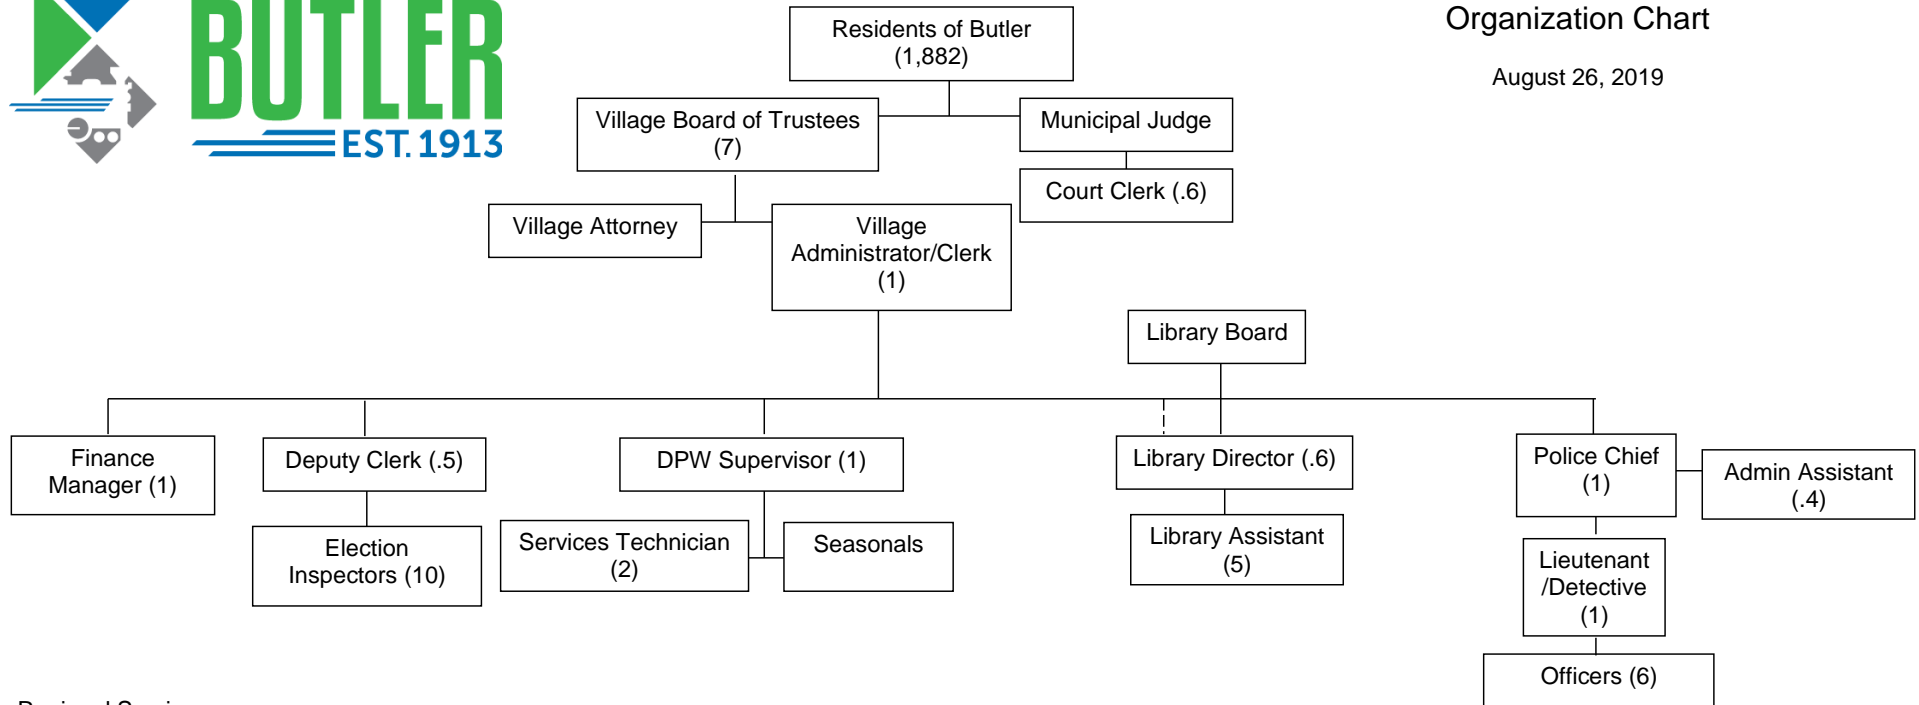 BUTLER
EST. 1913
Organization Chart
August 26, 2019
Residents of Butler
(1,882)
Village Board of Trustees
(7)
Municipal Judge
Court Clerk (.6)
Village Attorney
Village
Administrator/Clerk
(1)
Library Board
Finance
Manager (1)
Deputy Clerk (.5)
Election
Inspectors (10)
DPW Supervisor (1)
Services Technician
(2)
Seasonals
Library Director (.6)
Library Assistant
(5)
Police Chief
(1)
Admin Assistant
(.4)
Lieutenant
/Detective
(1)
Officers (6)